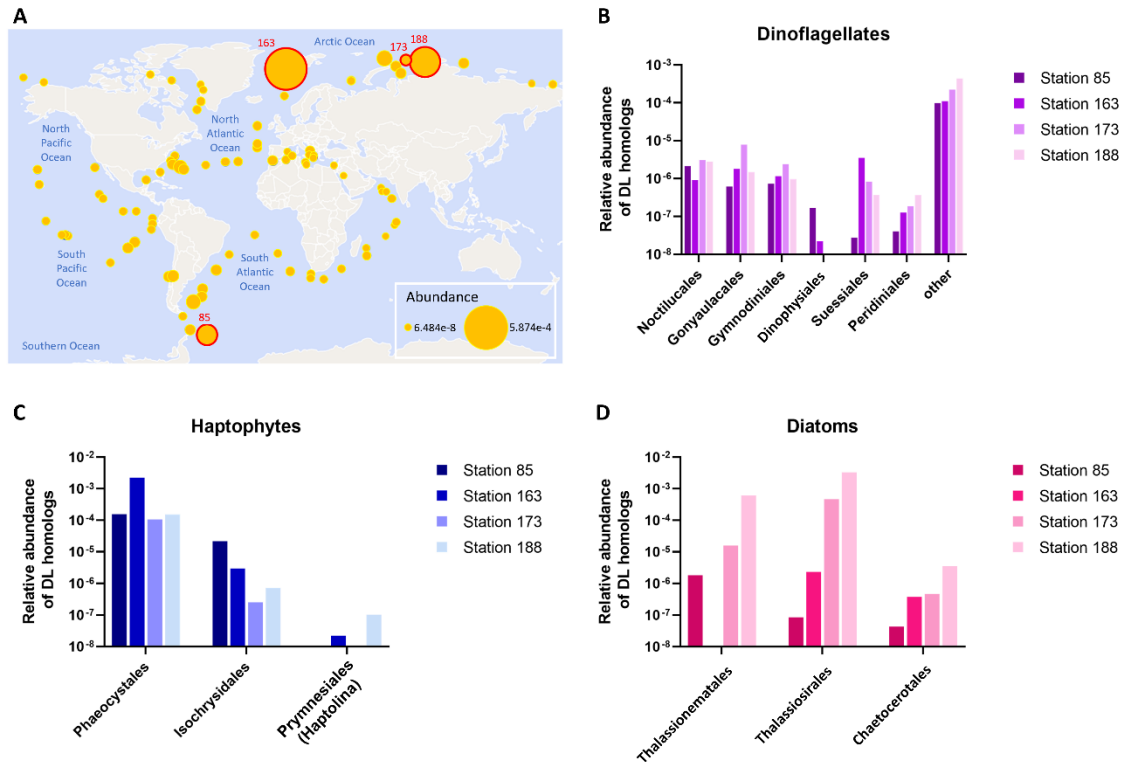 A
163
Arctic Ocean
173
188
North
Pacific
Ocean
North
Atlantic
Ocean
South
Pacific
Ocean
South
Atlantic
Ocean
85
Southern Ocean
Abundance
6.484e-8
5.874e-4
B
Dinoflagellates
Relative abundance
of DL homologs
10-3
10-4
10-5
10-6
10-7
10-8
Noctilucales
Gonyaulacales
Gymnodiniales
Dinophysiales
Suessiales
Peridiniales
other
Station 85
Station 163
Station 173
Station 188
C
Haptophytes
Relative abundance
of DL homologs
10-2
10-3
10-4
10-5
10-6
10-7
10-8
Phaeocystales
Isochrysidales
Prymnesiales
(Haptolina)
Station 85
Station 163
Station 173
Station 188
D
Diatoms
Relative abundance
of DL homologs
10-2
10-3
10-4
10-5
10-6
10-7
10-8
Thalassionematales
Thalassiosirales
Chaetocerotales
Station 85
Station 163
Station 173
Station 188